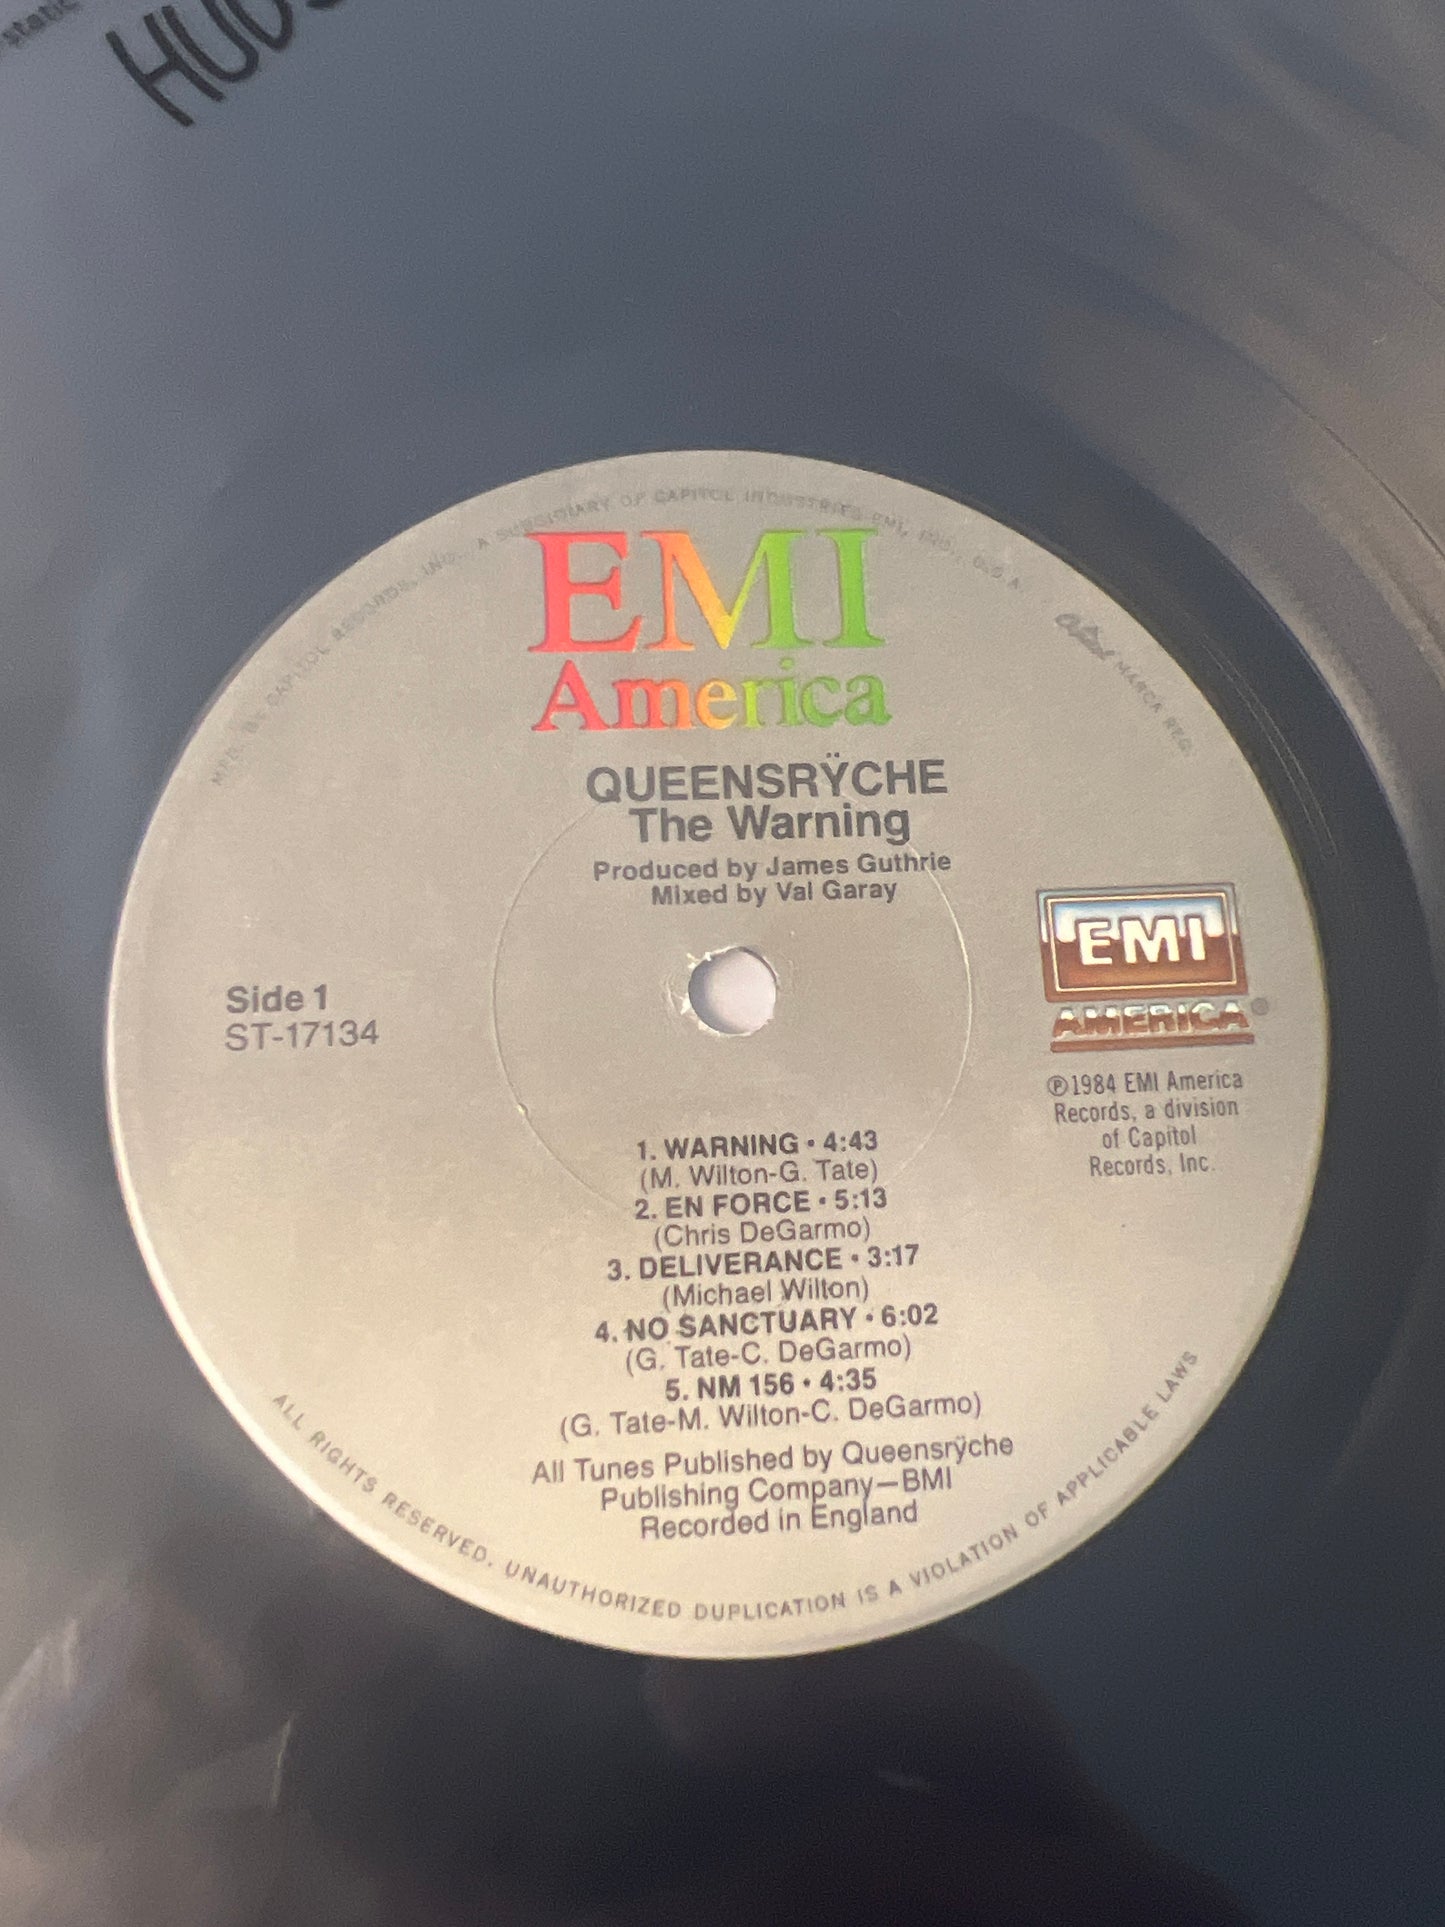 static
EMI
America
MFD. BY CAPITOL RECORDS, INC., A SUBSIDIARY OF CAPITOL INDUSTRIES EMI, INC., U.S.A.
Capitol MARCA REG.
QUEENSRŸCHE
The Warning
Produced by James Guthrie
Mixed by Val Garay
Side 1
ST-17134
EMI
AMERICA®
℗1984 EMI America
Records, a division
of Capitol
Records, Inc.
1. WARNING • 4:43
(M. Wilton-G. Tate)
2. EN FORCE • 5:13
(Chris DeGarmo)
3. DELIVERANCE • 3:17
(Michael Wilton)
4. NO SANCTUARY • 6:02
(G. Tate-C. DeGarmo)
5. NM 156 • 4:35
(G. Tate-M. Wilton-C. DeGarmo)
All Tunes Published by Queensrÿche
Publishing Company—BMI
Recorded in England
ALL RIGHTS RESERVED. UNAUTHORIZED DUPLICATION IS A VIOLATION OF APPLICABLE LAWS